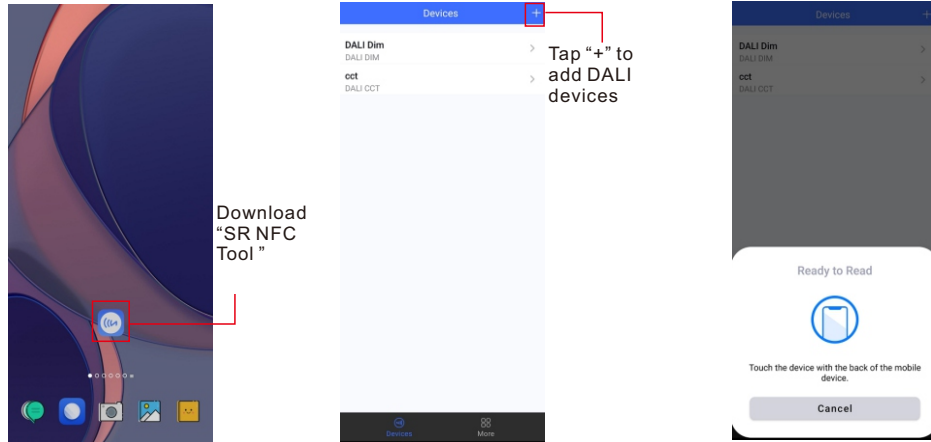 Download
“SR NFC
Tool ”
Devices
+
DALI Dim
DALI DIM
cct
DALI CCT
Devices
More
Tap “+” to
add DALI
devices
Devices
+
DALI Dim
DALI DIM
cct
DALI CCT
Ready to Read
Touch the device with the back of the mobile
device.
Cancel